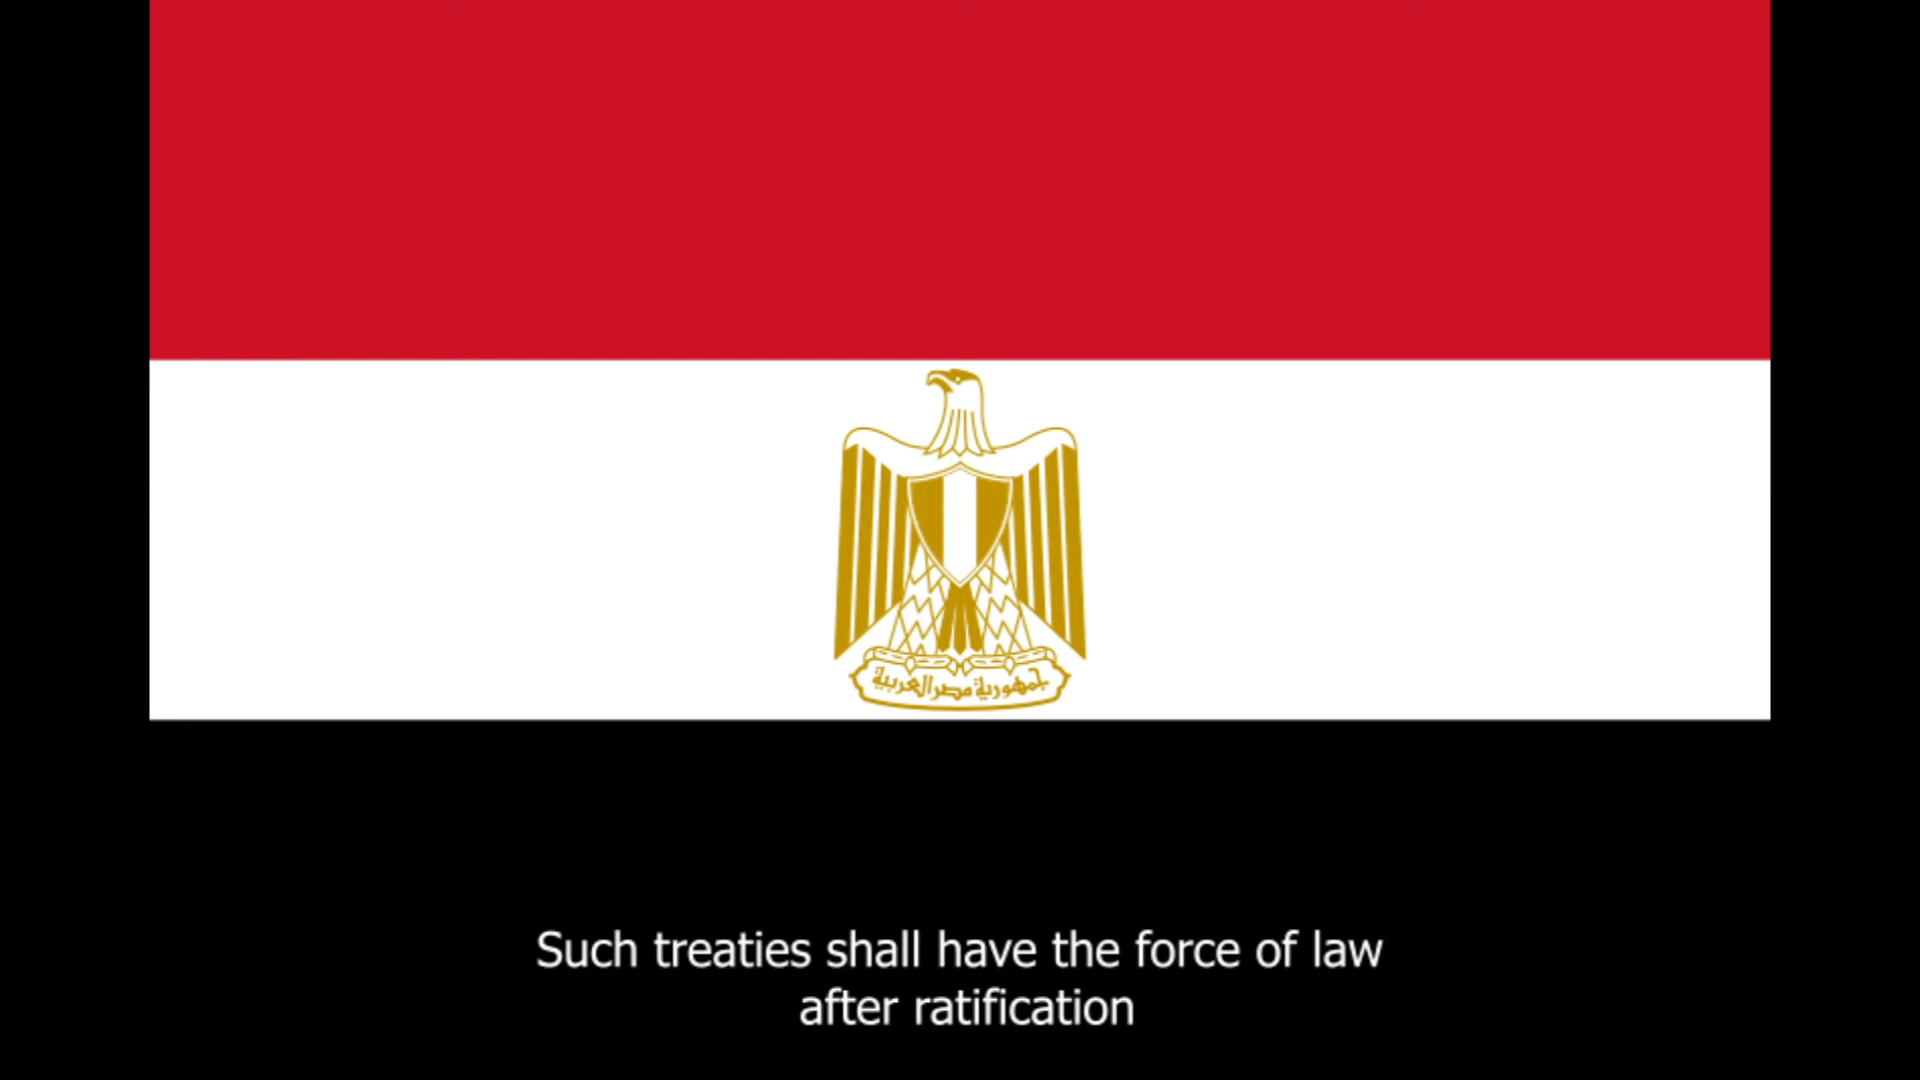 جمهورية مصر العربية
Such treaties shall have the force of law
after ratification